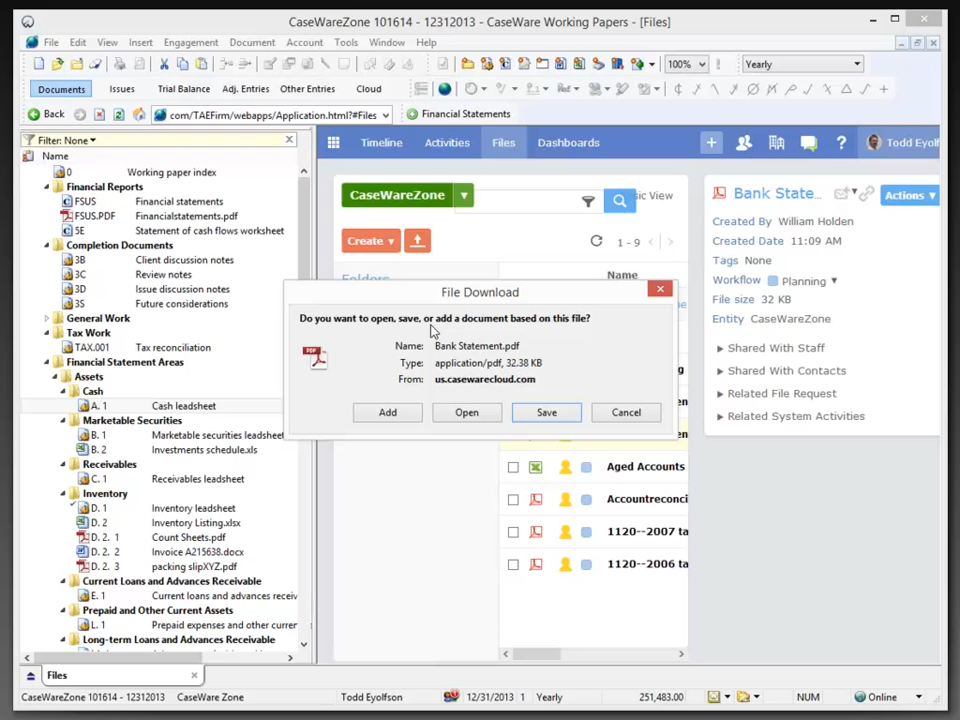 CaseWareZone 101614 - 12312013 - CaseWare Working Papers - [Files]
File Edit View Insert Engagement Document Account Tools Window Help
100% Yearly
Documents Issues Trial Balance Adj. Entries Other Entries Cloud
Back com/TAEFirm/webapps/Application.html?#Files Financial Statements
Filter: None
Name
0 Working paper index
Financial Reports
FSUS Financial statements
FSUS.PDF Financialstatements.pdf
5E Statement of cash flows worksheet
Completion Documents
3B Client discussion notes
3C Review notes
3D Issue discussion notes
3S Future considerations
General Work
Tax Work
TAX.001 Tax reconciliation
Financial Statement Areas
Assets
Cash
A. 1 Cash leadsheet
Marketable Securities
B. 1 Marketable securities leadsheet
B. 2 Investments schedule.xls
Receivables
C. 1 Receivables leadsheet
Inventory
D. 1 Inventory leadsheet
D. 2 Inventory Listing.xlsx
D. 2. 1 Count Sheets.pdf
D. 2. 2 Invoice A215638.docx
D. 2. 3 packing slipXYZ.pdf
Current Loans and Advances Receivable
E. 1 Current loans and advances receiv
Prepaid and Other Current Assets
L. 1 Prepaid expenses and other curren
Long-term Loans and Advances Receivable
Timeline Activities Files Dashboards + ? Todd Eyolfson
CaseWareZone sic View
Create 1 - 9
Folders
Name
Aged Accounts
Accountreconci
1120--2007 ta
1120--2006 ta
Bank State... Actions
Created By William Holden
Created Date 11:09 AM
Tags None
Workflow Planning
File size 32 KB
Entity CaseWareZone
Shared With Staff
Shared With Contacts
Related File Request
Related System Activities
File Download
Do you want to open, save, or add a document based on this file?
Name: Bank Statement.pdf
Type: application/pdf, 32.38 KB
From: us.casewarecloud.com
Add Open Save Cancel
Files
CaseWareZone 101614 - 12312013 CaseWare Zone Todd Eyolfson 12/31/2013 1 Yearly 251,483.00 NUM Online